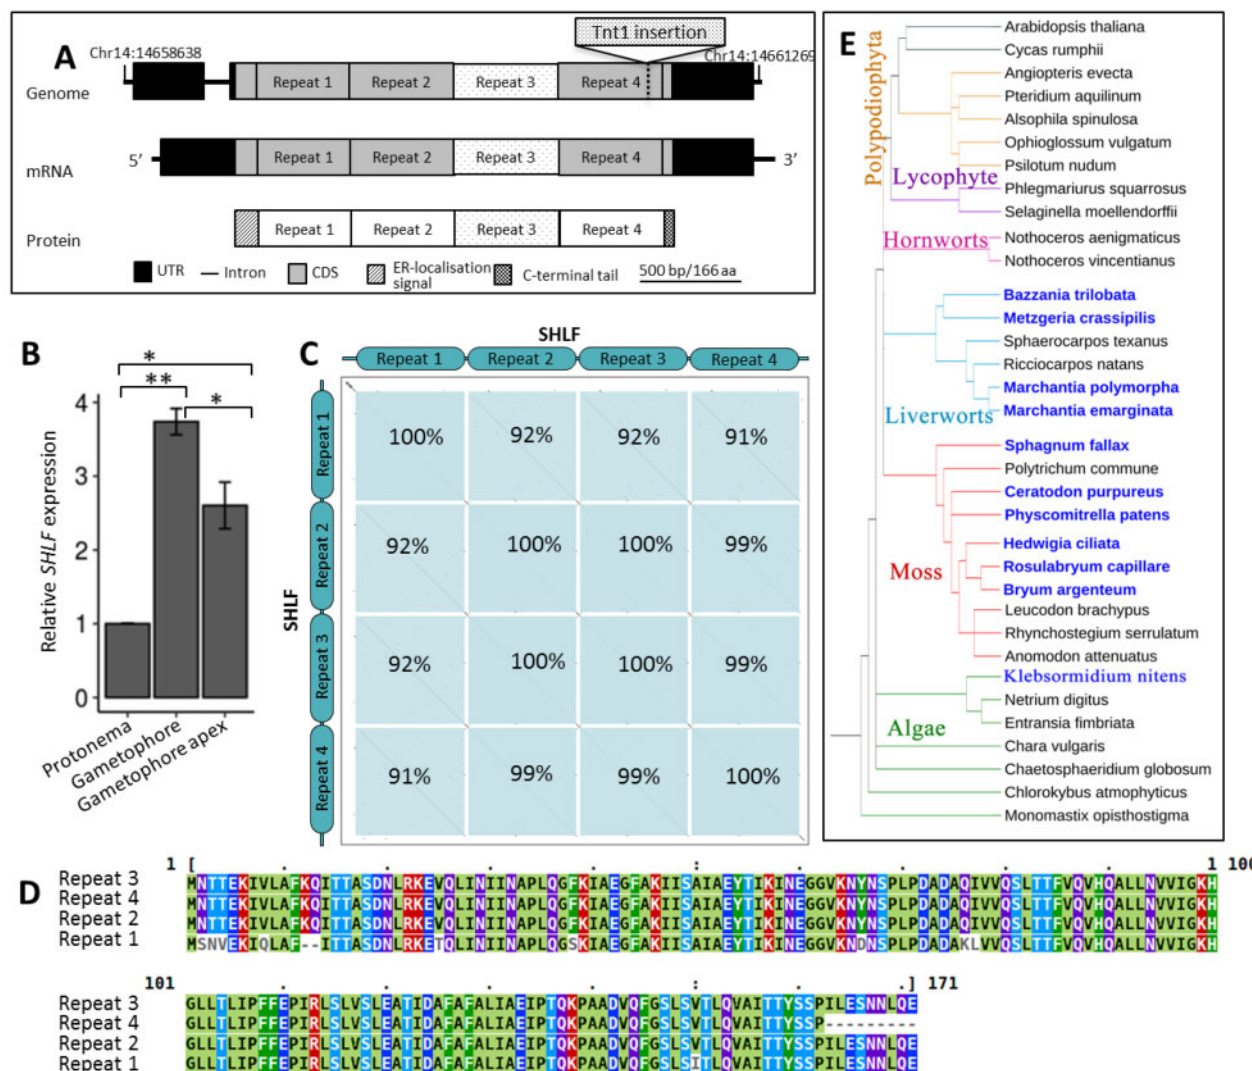 A
Tnt1 insertion
Chr14:14658638
Chr14:14661269
Genome
Repeat 1
Repeat 2
Repeat 3
Repeat 4
mRNA
5'
Repeat 1
Repeat 2
Repeat 3
Repeat 4
3'
Protein
Repeat 1
Repeat 2
Repeat 3
Repeat 4
UTR
Intron
CDS
ER-localisation
signal
C-terminal tail
500 bp/166 aa
B
*
**
*
Relative SHLF expression
4
3
2
1
0
Protonema
Gametophore
Gametophore apex
C
SHLF
Repeat 1
Repeat 2
Repeat 3
Repeat 4
SHLF
Repeat 1
Repeat 2
Repeat 3
Repeat 4
100% 92% 92% 91%
92% 100% 100% 99%
92% 100% 100% 99%
91% 99% 99% 100%
E
Polypodiophyta
Lycophyte
Hornworts
Liverworts
Moss
Algae
Arabidopsis thaliana
Cycas rumphii
Angiopteris evecta
Pteridium aquilinum
Alsophila spinulosa
Ophioglossum vulgatum
Psilotum nudum
Phlegmariurus squarrosus
Selaginella moellendorffii
Nothoceros aenigmaticus
Nothoceros vincentianus
Bazzania trilobata
Metzgeria crassipilis
Sphaerocarpos texanus
Ricciocarpos natans
Marchantia polymorpha
Marchantia emarginata
Sphagnum fallax
Polytrichum commune
Ceratodon purpureus
Physcomitrella patens
Hedwigia ciliata
Rosulabryum capillare
Bryum argenteum
Leucodon brachypus
Rhynchostegium serrulatum
Anomodon attenuatus
Klebsormidium nitens
Netrium digitus
Entransia fimbriata
Chara vulgaris
Chaetosphaeridium globosum
Chlorokybus atmophyticus
Monomastix opisthostigma
D
1 [ . . . . : . . . . 1 100
Repeat 3 MNTTEKIVLAFKQITTASDNLRKEVQLINIINAPLQGFKIAEGFAKIISAIAEYTIKINEGGVKNYNSPLPDADAQIVVQSLTTFVQVHQALLNVVIGKH
Repeat 4 MNTTEKIVLAFKQITTASDNLRKEVQLINIINAPLQGFKIAEGFAKIISAIAEYTIKINEGGVKNYNSPLPDADAQIVVQSLTTFVQVHQALLNVVIGKH
Repeat 2 MNTTEKIVLAFKQITTASDNLRKEVQLINIINAPLQGFKIAEGFAKIISAIAEYTIKINEGGVKNYNSPLPDADAQIVVQSLTTFVQVHQALLNVVIGKH
Repeat 1 MSNVEKIQLAF--ITTASDNLRKETQLINIINAPLQGSKIAEGFAKIISAIAEYTIKINEGGVKNDNSPLPDADAKLVVQSLTTFVQVHQALLNVVIGKH
101 . . . . : . .] 171
Repeat 3 GLLTLIPFFEPIRLSLVSLEATIDAFAFALIAEIPTQKPAADVQFGSLSVTLQVAITTYSSPILESNNLQE
Repeat 4 GLLTLIPFFEPIRLSLVSLEATIDAFAFALIAEIPTQKPAADVQFGSLSVTLQVAITTYSSP---------
Repeat 2 GLLTLIPFFEPIRLSLVSLEATIDAFAFALIAEIPTQKPAADVQFGSLSVTLQVAITTYSSPILESNNLQE
Repeat 1 GLLTLIPFFEPIRLSLVSLEATIDAFAFALIAEIPTQKPAADVQFGSLSITLQVAITTYSSPILESNNLQE